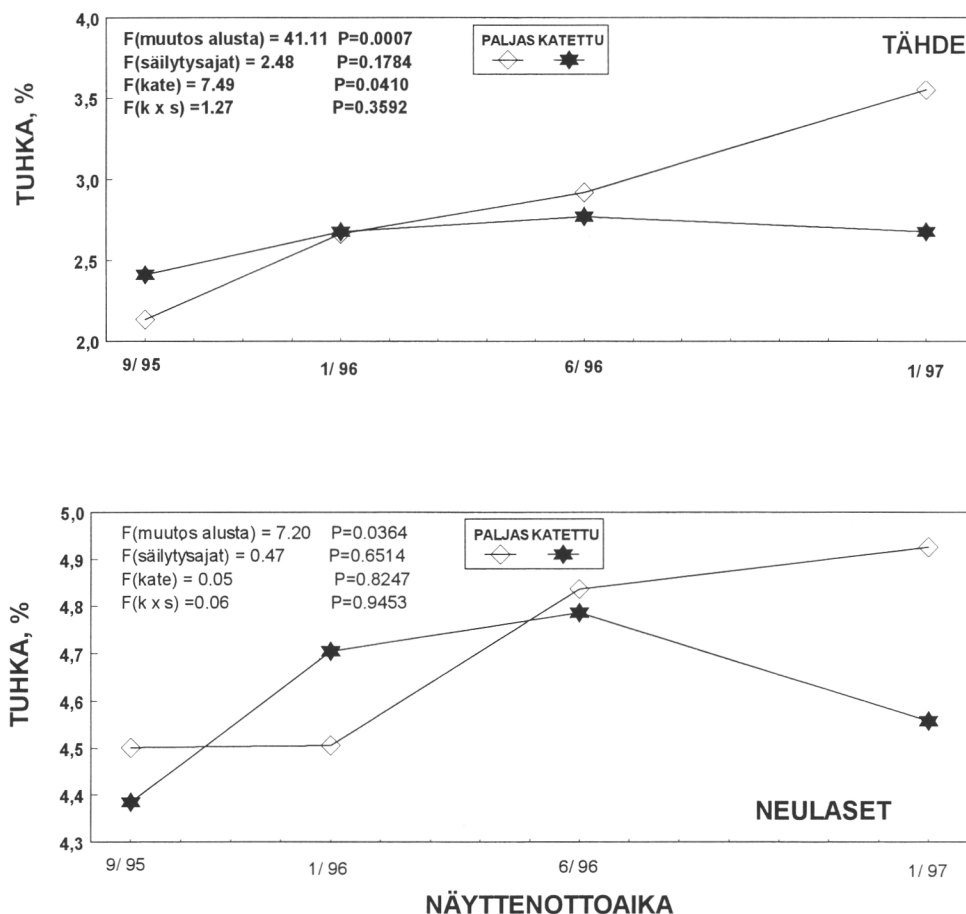 4,0
3,5
3,0
2,5
2,0
TUHKA, %
F(muutos alusta) = 41.11 P=0.0007
F(säilytysajat) = 2.48 P=0.1784
F(kate) = 7.49 P=0.0410
F(k x s) =1.27 P=0.3592
PALJAS KATETTU
TÄHDE
9/ 95 1/ 96 6/ 96 1/ 97
5,0
4,9
4,8
4,7
4,6
4,5
4,4
4,3
TUHKA, %
F(muutos alusta) = 7.20 P=0.0364
F(säilytysajat) = 0.47 P=0.6514
F(kate) = 0.05 P=0.8247
F(k x s) =0.06 P=0.9453
PALJAS KATETTU
NEULASET
9/ 95 1/ 96 6/ 96 1/ 97
NÄYTTENOTTOAIKA